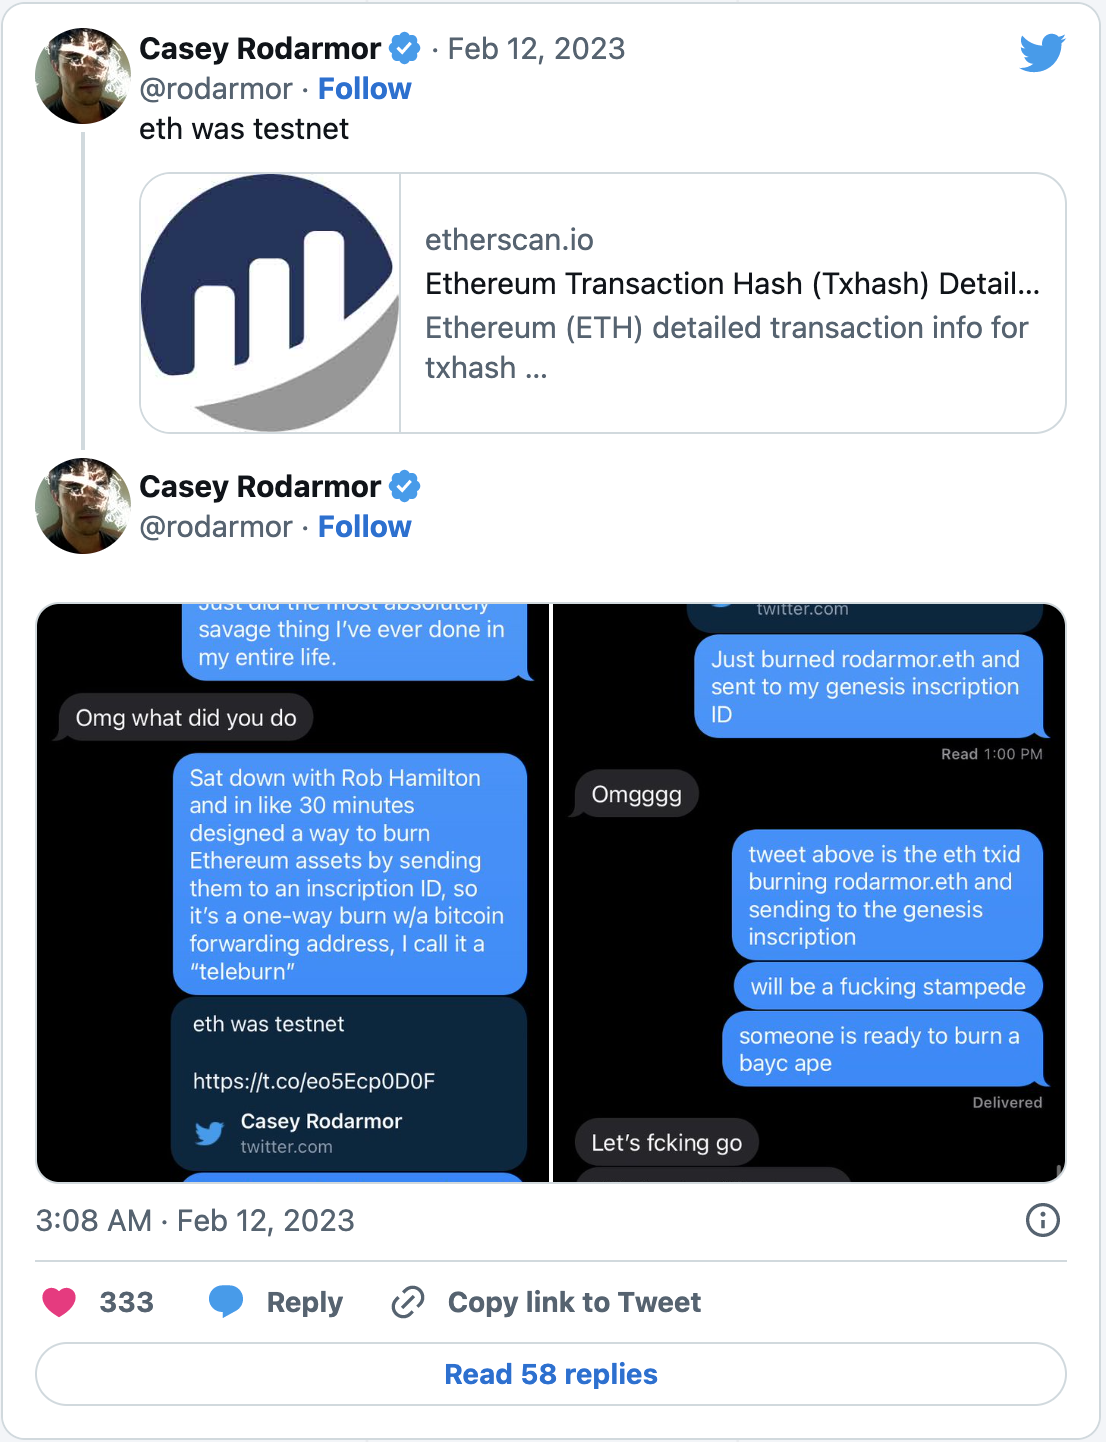 Casey Rodarmor · Feb 12, 2023
@rodarmor · Follow
eth was testnet
etherscan.io
Ethereum Transaction Hash (Txhash) Detail...
Ethereum (ETH) detailed transaction info for
txhash ...
Casey Rodarmor
@rodarmor · Follow
Just did the most absolutely
savage thing I've ever done in
my entire life.
Omg what did you do
Sat down with Rob Hamilton
and in like 30 minutes
designed a way to burn
Ethereum assets by sending
them to an inscription ID, so
it's a one-way burn w/a bitcoin
forwarding address, I call it a
"teleburn"
eth was testnet
https://t.co/eo5Ecp0D0F
Casey Rodarmor
twitter.com
twitter.com
Just burned rodarmor.eth and
sent to my genesis inscription
ID
Read 1:00 PM
Omgggg
tweet above is the eth txid
burning rodarmor.eth and
sending to the genesis
inscription
will be a fucking stampede
someone is ready to burn a
bayc ape
Delivered
Let's fcking go
3:08 AM · Feb 12, 2023
333 Reply Copy link to Tweet
Read 58 replies